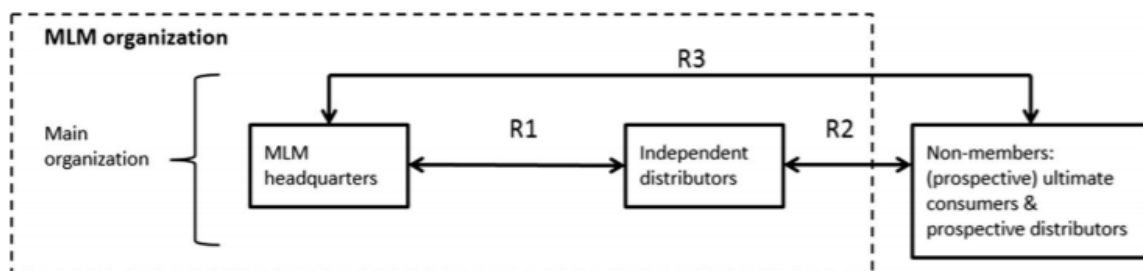 MLM organization
R3
Main
organization
MLM
headquarters
R1
Independent
distributors
R2
Non-members:
(prospective) ultimate
consumers &
prospective distributors